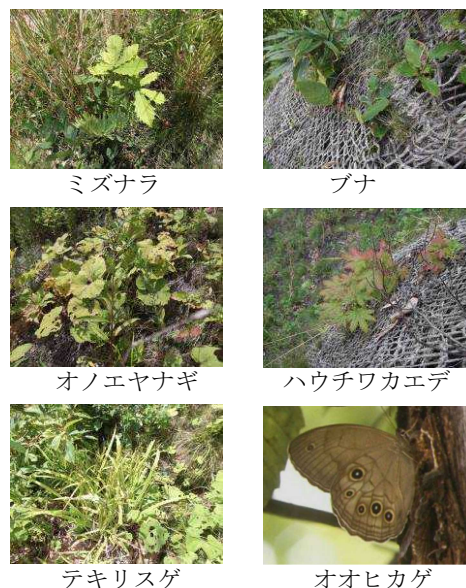 ミズナラ
ブナ
オノエヤナギ
ハウチワカエデ
テキリスゲ
オオヒカゲ